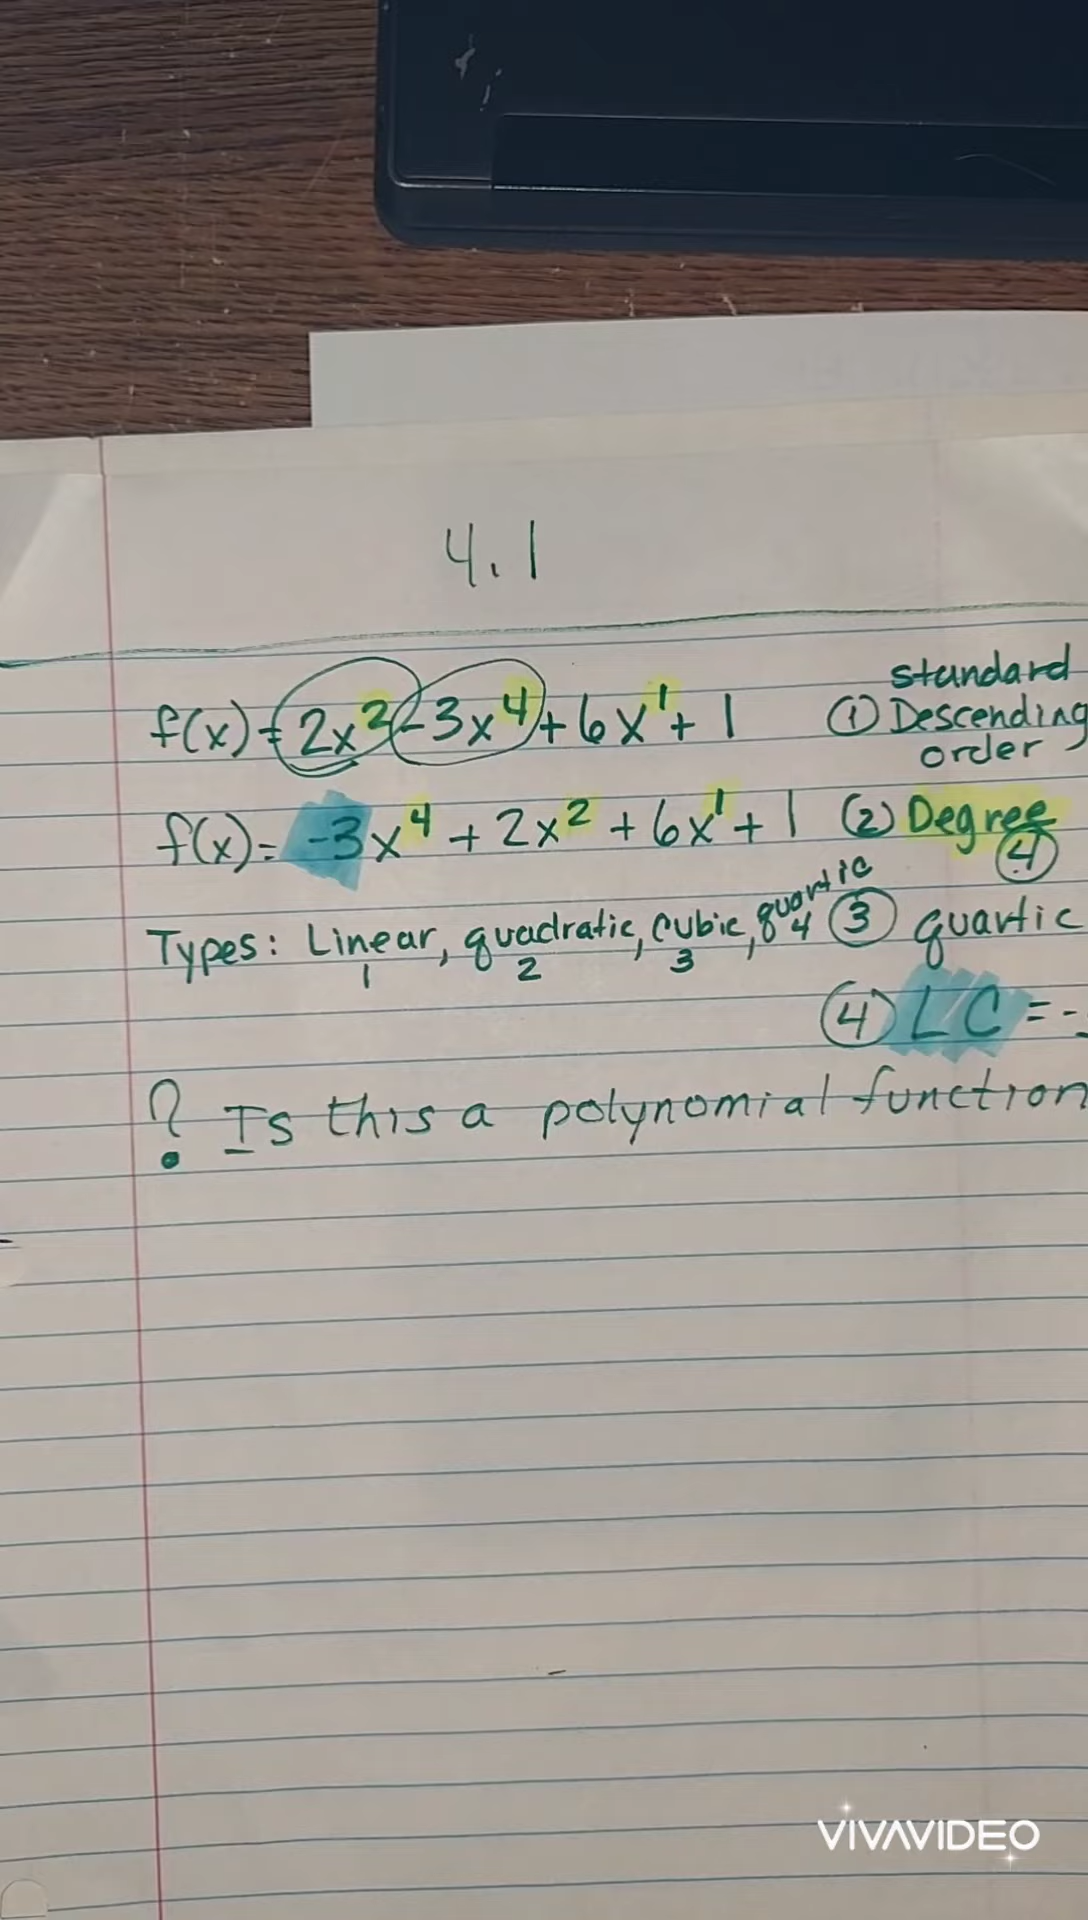 4.1
f(x) = 2x² - 3x⁴ + 6x¹ + 1 ① standard Descending order
f(x) = -3x⁴ + 2x² + 6x¹ + 1 (2) Degree ④
Types: Linear, quadratic, cubic, quartic ③ quartic
1 2 3 4
④ LC = -
? Is this a polynomial function
VIVAVIDEO